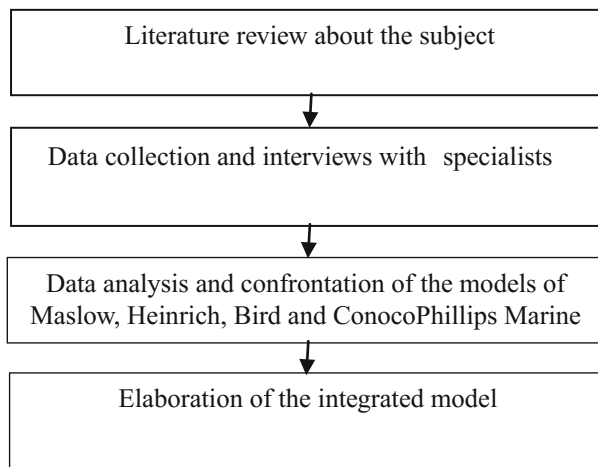 Literature review about the subject
Data collection and interviews with specialists
Data analysis and confrontation of the models of
Maslow, Heinrich, Bird and ConocoPhillips Marine
Elaboration of the integrated model